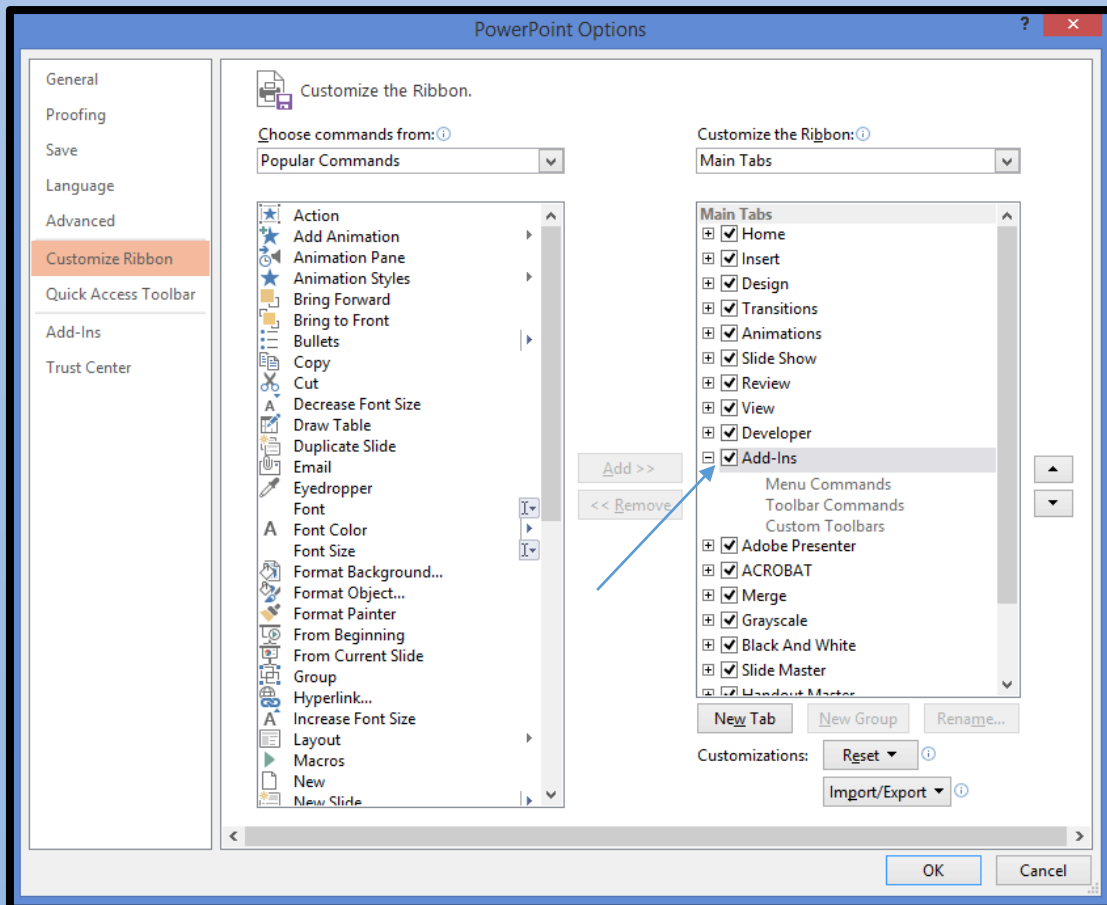 PowerPoint Options
?
General
Proofing
Save
Language
Advanced
Customize Ribbon
Quick Access Toolbar
Add-Ins
Trust Center
Customize the Ribbon.
Choose commands from:
Popular Commands
Action
Add Animation
Animation Pane
Animation Styles
Bring Forward
Bring to Front
Bullets
Copy
Cut
Decrease Font Size
Draw Table
Duplicate Slide
Email
Eyedropper
Font
Font Color
Font Size
Format Background...
Format Object...
Format Painter
From Beginning
From Current Slide
Group
Hyperlink...
Increase Font Size
Layout
Macros
New
New Slide
Add >>
<< Remove
Customize the Ribbon:
Main Tabs
Main Tabs
Home
Insert
Design
Transitions
Animations
Slide Show
Review
View
Developer
Add-Ins
Menu Commands
Toolbar Commands
Custom Toolbars
Adobe Presenter
ACROBAT
Merge
Grayscale
Black And White
Slide Master
Handout Master
New Tab
New Group
Rename...
Customizations:
Reset
Import/Export
OK
Cancel